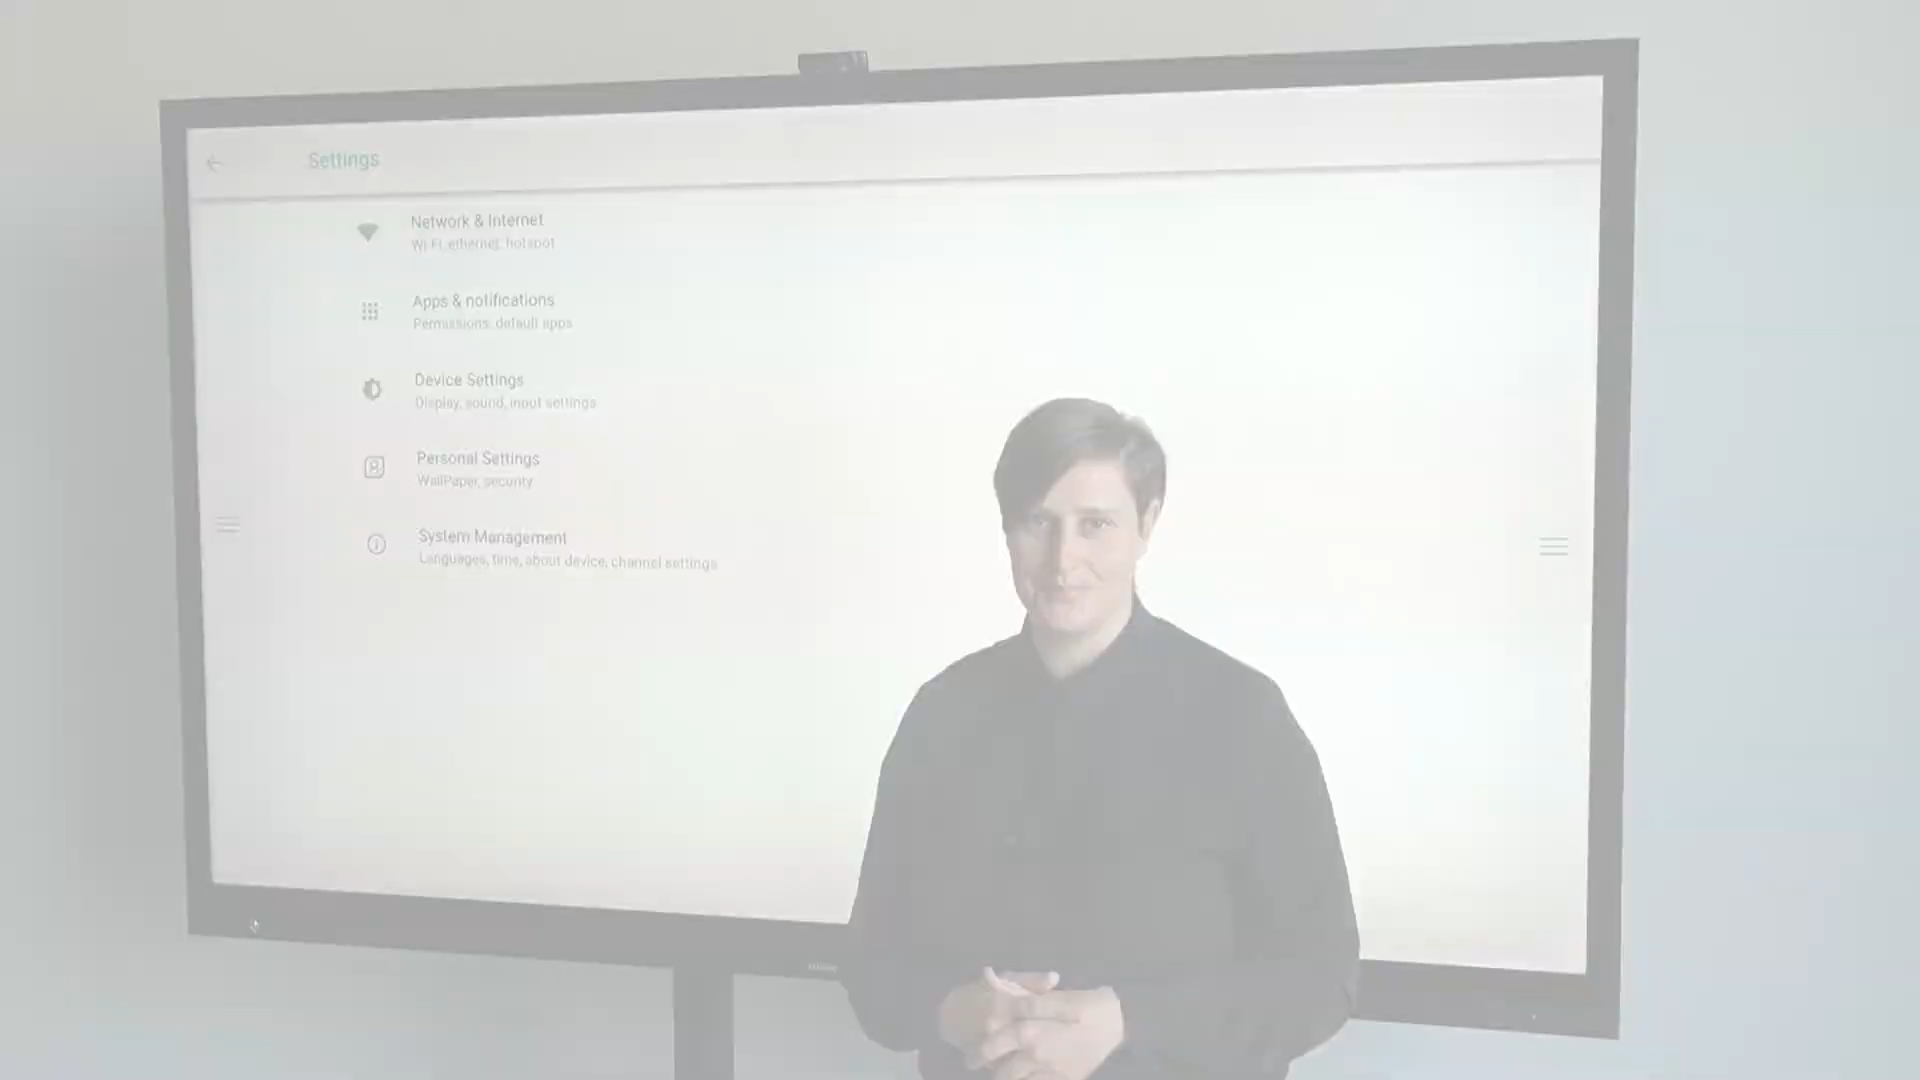 Settings
Network & Internet
Wi-Fi, ethernet, hotspot
Apps & notifications
Permissions, default apps
Device Settings
Display, sound, input settings
Personal Settings
WallPaper, security
System Management
Languages, time, about device, channel settings